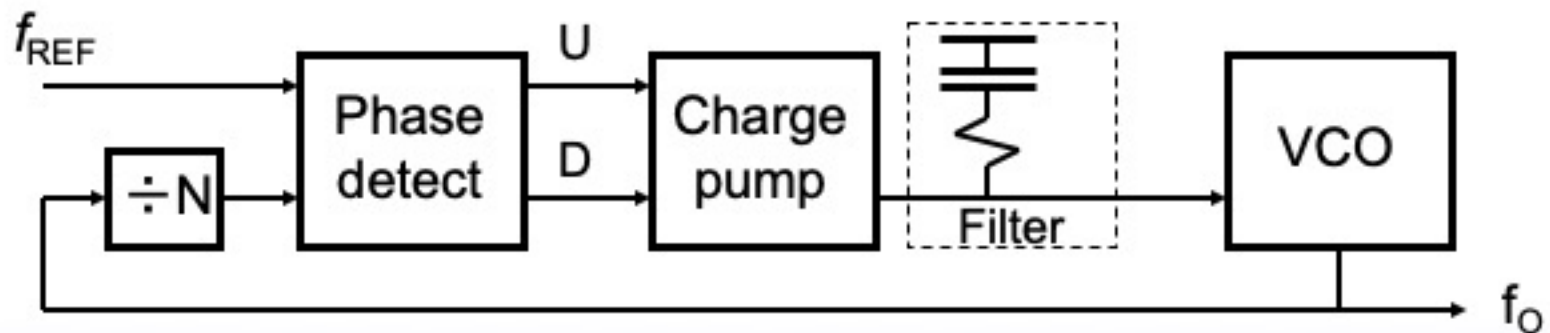 fREF
U
Phase
detect
Charge
pump
VCO
D
÷N
Filter
fO